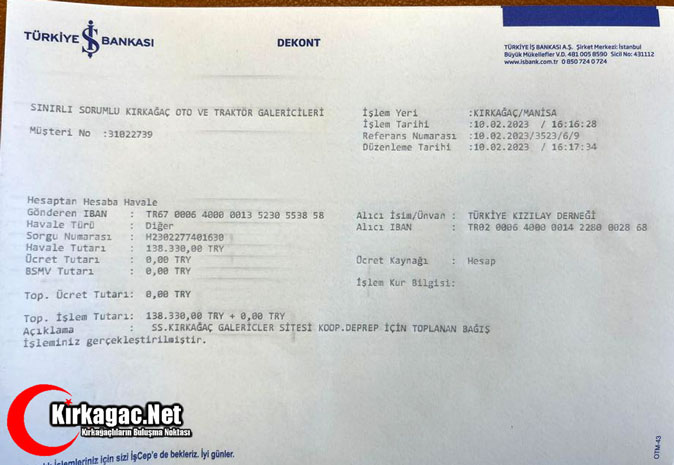 TÜRKİYE İŞ BANKASI
DEKONT
TÜRKİYE İŞ BANKASI A.Ş. Şirket Merkezi: İstanbul
Büyük Mükellefler V.D. 481 005 8590 Sicil No: 431112
www.isbank.com.tr 0 850 724 0 724
SINIRLI SORUMLU KIRKAĞAÇ OTO VE TRAKTÖR GALERİCİLERİ
Müşteri No :31022739
İşlem Yeri :KIRKAĞAÇ/MANİSA
İşlem Tarihi :10.02.2023 / 16:16:28
Referans Numarası :10.02.2023/3523/6/9
Düzenleme Tarihi :10.02.2023 / 16:17:34
Hesaptan Hesaba Havale
Gönderen IBAN : TR67 0006 4000 0013 5230 5538 58
Havale Türü : Diğer
Sorgu Numarası : H2302277401630
Havale Tutarı : 138.330,00 TRY
Ücret Tutarı : 0,00 TRY
BSMV Tutarı : 0,00 TRY
Top. Ücret Tutarı: 0,00 TRY
Alıcı İsim/Ünvan : TÜRKİYE KIZILAY DERNEĞİ
Alıcı IBAN : TR02 0006 4000 0014 2280 0028 68
Ücret Kaynağı : Hesap
İşlem Kur Bilgisi:
Top. İşlem Tutarı: 138.330,00 TRY + 0,00 TRY
Açıklama : SS.KIRKAĞAÇ GALERİCLER SİTESİ KOOP.DEPREP İÇİN TOPLANAN BAĞIŞ
İşleminiz gerçekleştirilmiştir.
Kirkagac.Net
Kırkağaçlıların Buluşma Noktası
işlemleriniz için sizi İşCep'e de bekleriz. İyi günler.
OTM-43